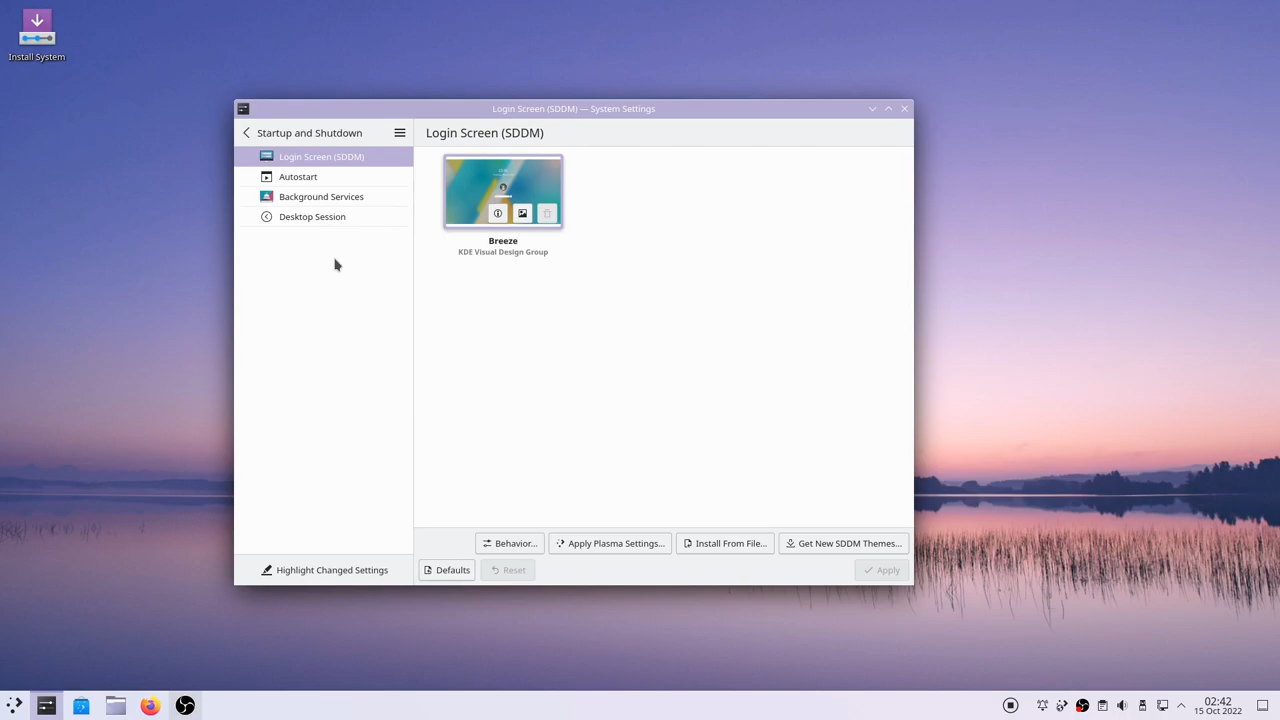 Install System
Login Screen (SDDM) — System Settings
Startup and Shutdown
Login Screen (SDDM)
Login Screen (SDDM)
Autostart
Background Services
Desktop Session
Breeze
KDE Visual Design Group
Behavior...
Apply Plasma Settings...
Install From File...
Get New SDDM Themes...
Highlight Changed Settings
Defaults
Reset
Apply
02:42
15 Oct 2022